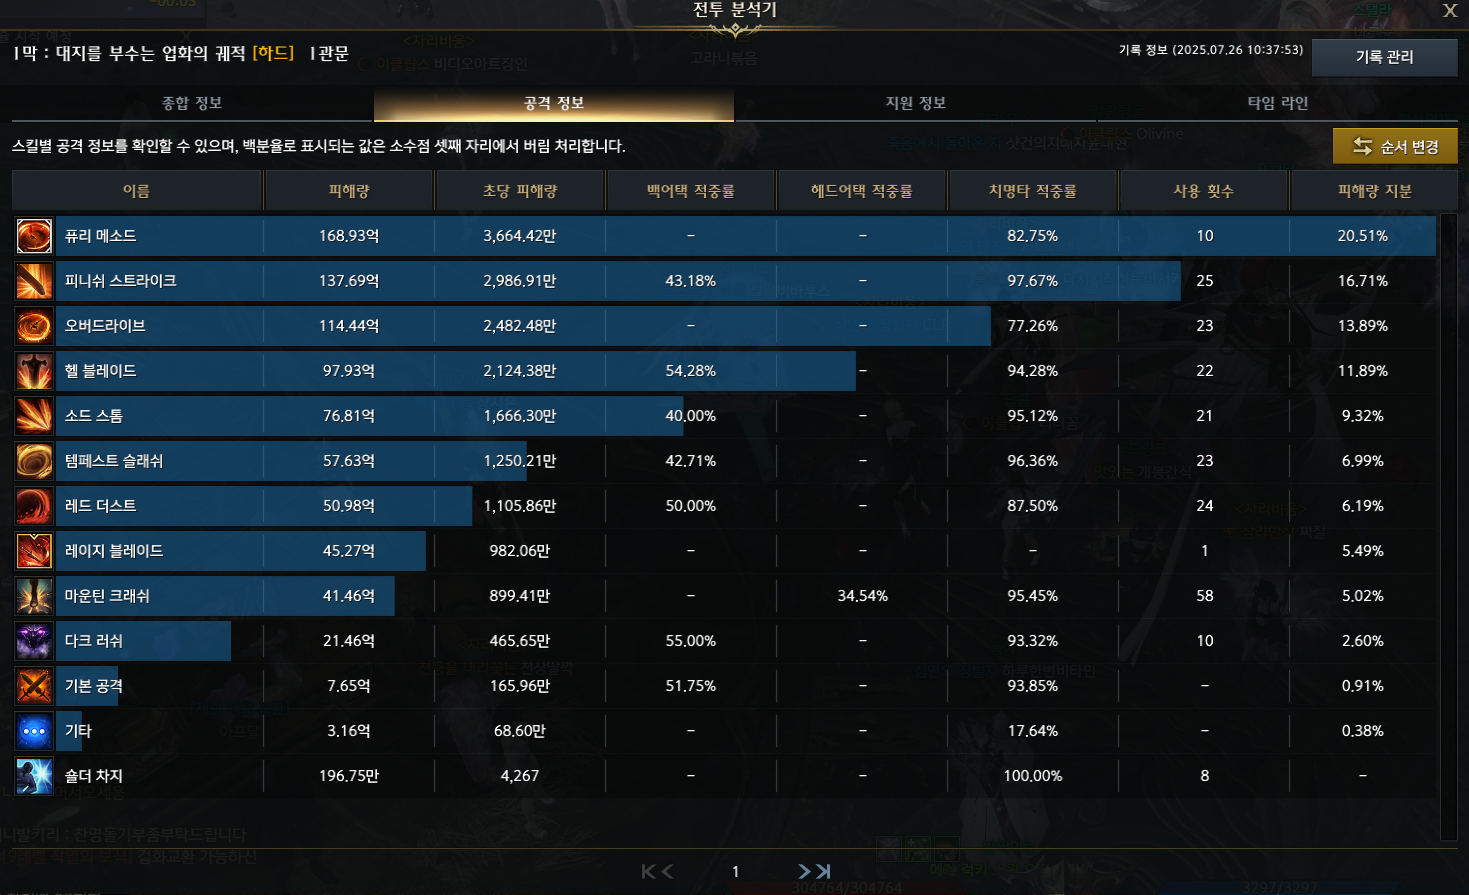 전투 분석기
X
1막 : 대지를 부수는 업화의 궤적 [하드] 1관문
기록 정보 (2025.07.26 10:37:53)
기록 관리
종합 정보 공격 정보 지원 정보 타임 라인
스킬별 공격 정보를 확인할 수 있으며, 백분율로 표시되는 값은 소수점 셋째 자리에서 버림 처리합니다.
순서 변경
이름 피해량 초당 피해량 백어택 적중률 헤드어택 적중률 치명타 적중률 사용 횟수 피해량 지분
퓨리 메소드 168.93억 3,664.42만 - - 82.75% 10 20.51%
피니쉬 스트라이크 137.69억 2,986.91만 43.18% - 97.67% 25 16.71%
오버드라이브 114.44억 2,482.48만 - - 77.26% 23 13.89%
헬 블레이드 97.93억 2,124.38만 54.28% - 94.28% 22 11.89%
소드 스톰 76.81억 1,666.30만 40.00% - 95.12% 21 9.32%
템페스트 슬래쉬 57.63억 1,250.21만 42.71% - 96.36% 23 6.99%
레드 더스트 50.98억 1,105.86만 50.00% - 87.50% 24 6.19%
레이지 블레이드 45.27억 982.06만 - - - 1 5.49%
마운틴 크래쉬 41.46억 899.41만 - 34.54% 95.45% 58 5.02%
다크 러쉬 21.46억 465.65만 55.00% - 93.32% 10 2.60%
기본 공격 7.65억 165.96만 51.75% - 93.85% - 0.91%
기타 3.16억 68.60만 - - 17.64% - 0.38%
숄더 차지 196.75만 4,267 - - 100.00% 8 -
1
304764/304764
3297/3297